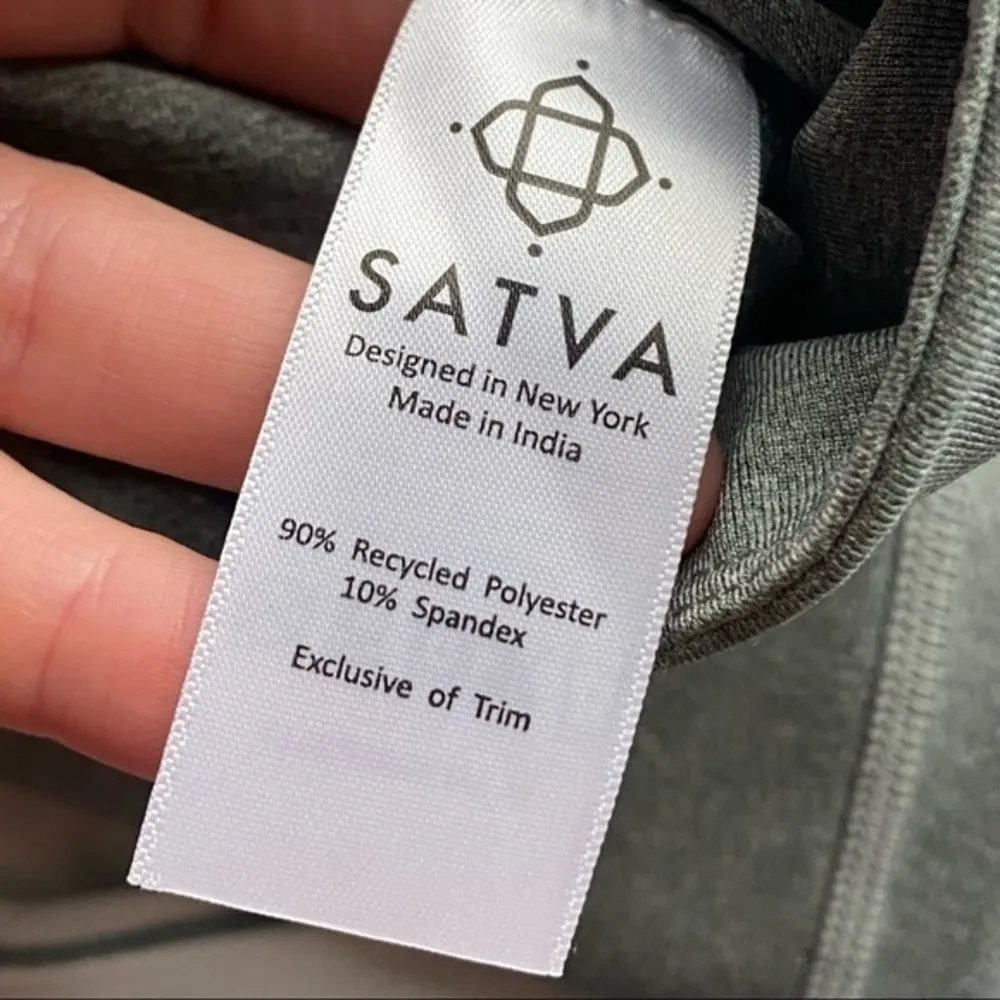 SATVA
Designed in New York
Made in India
90% Recycled Polyester
10% Spandex
Exclusive of Trim